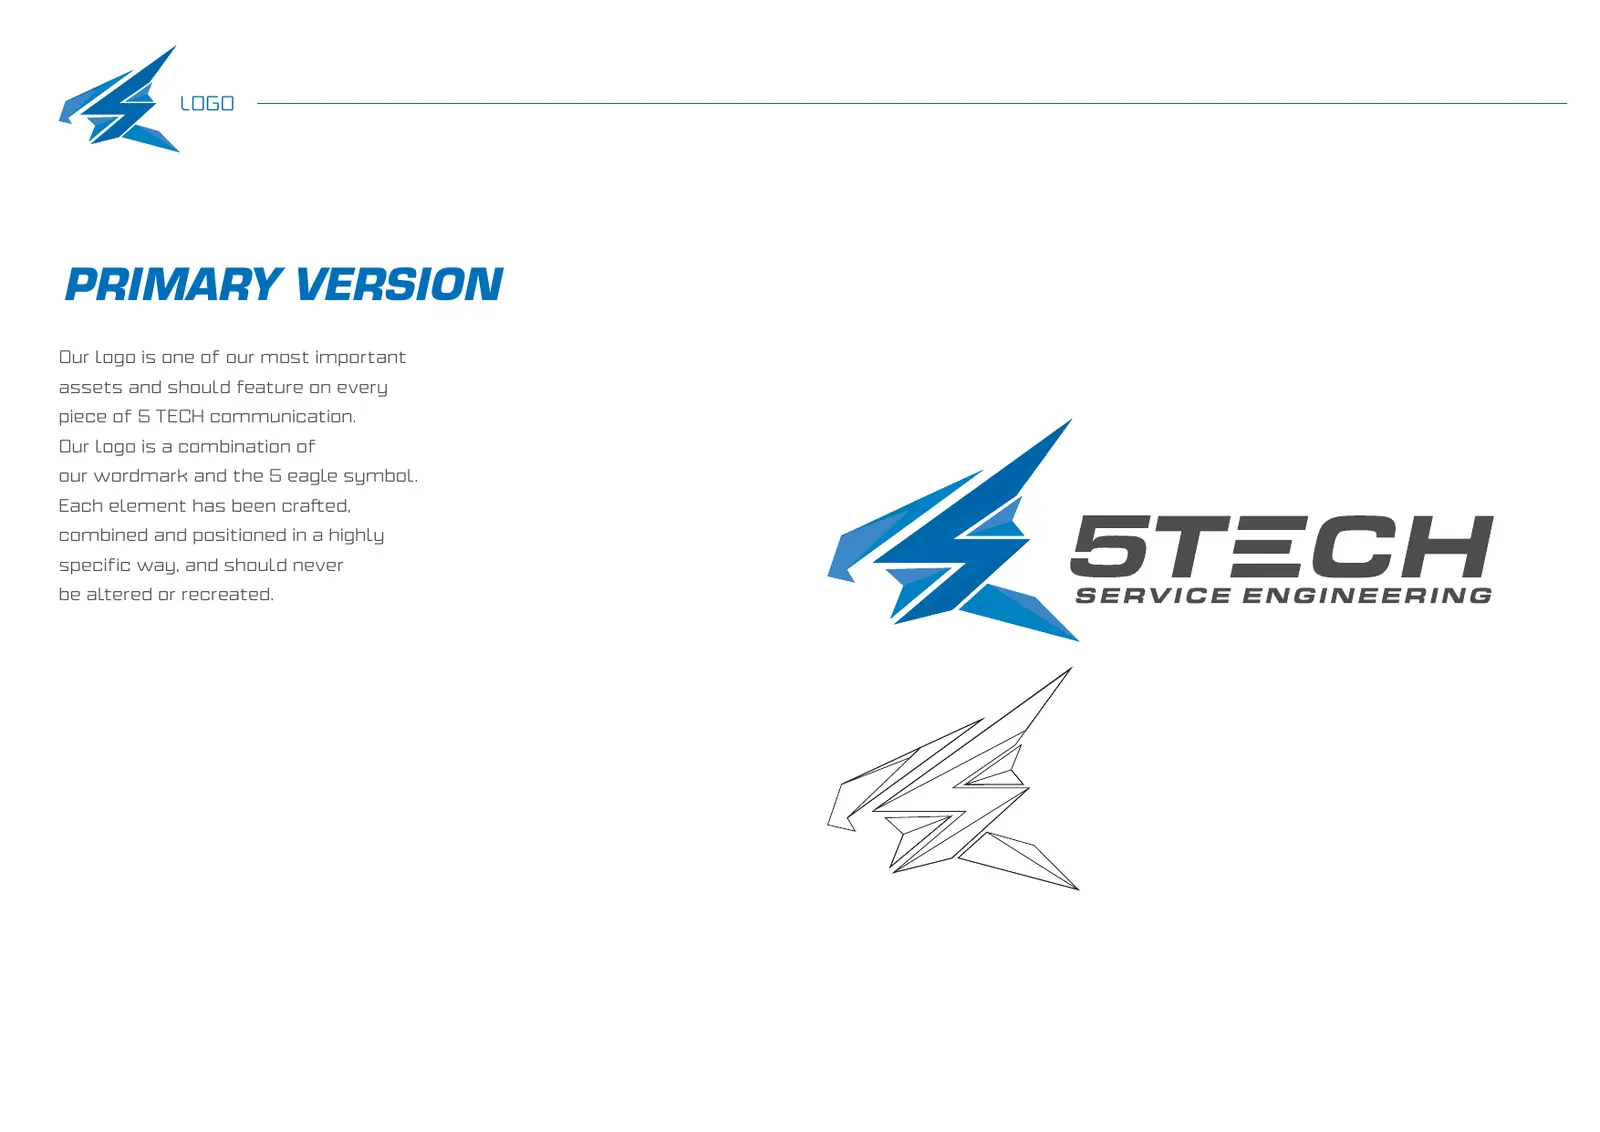 LOGO
PRIMARY VERSION
Our logo is one of our most important
assets and should feature on every
piece of 5 TECH communication.
Our logo is a combination of
our wordmark and the 5 eagle symbol.
Each element has been crafted,
combined and positioned in a highly
specific way, and should never
be altered or recreated.
5TECH
SERVICE ENGINEERING